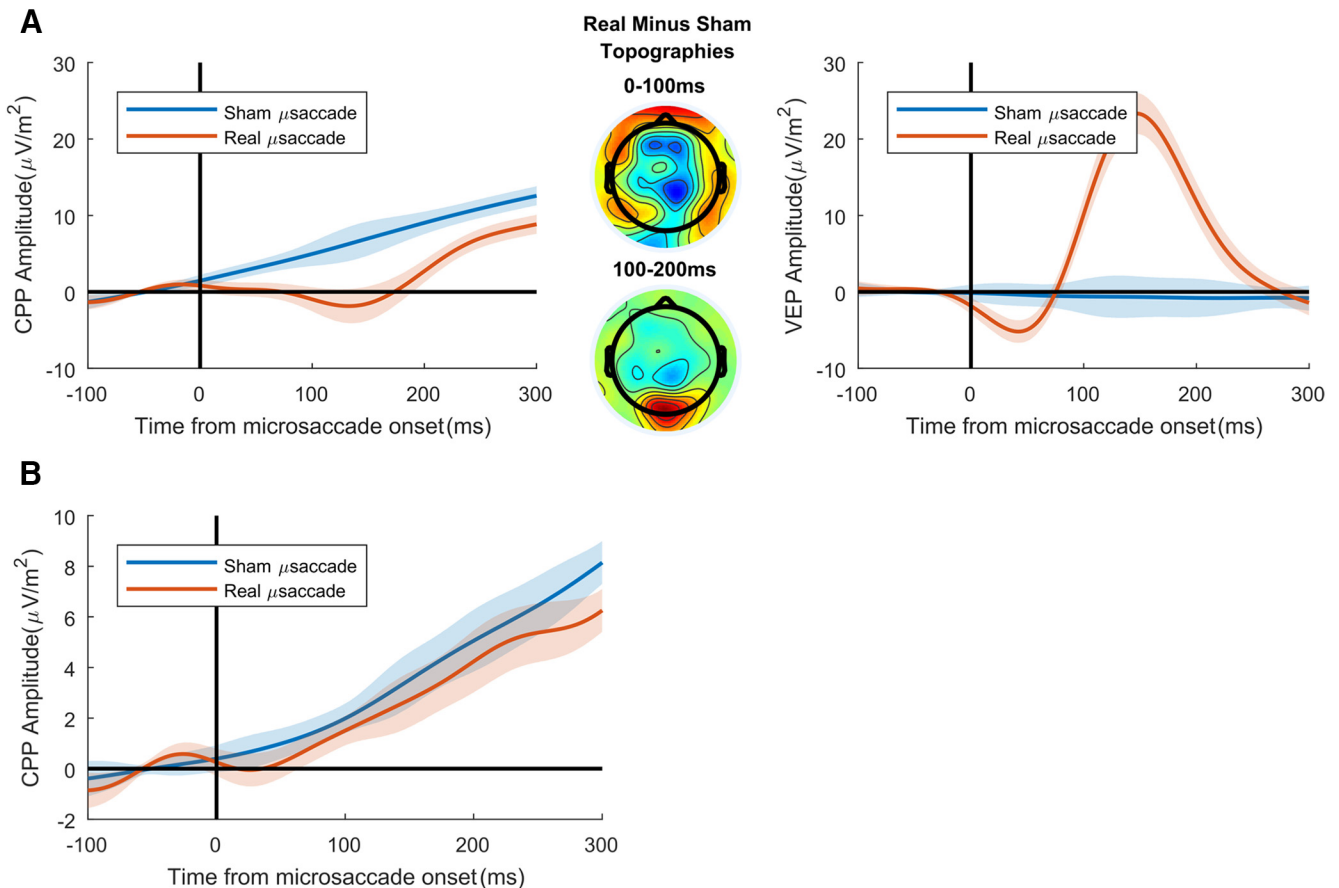 A
30
20
10
0
-10
CPP Amplitude(μV/m²)
Sham μsaccade
Real μsaccade
-100
0
100
200
300
Time from microsaccade onset(ms)
Real Minus Sham
Topographies
0-100ms
100-200ms
30
20
10
0
-10
VEP Amplitude(μV/m²)
Sham μsaccade
Real μsaccade
-100
0
100
200
300
Time from microsaccade onset(ms)
B
10
8
6
4
2
0
-2
CPP Amplitude(μV/m²)
Sham μsaccade
Real μsaccade
-100
0
100
200
300
Time from microsaccade onset(ms)